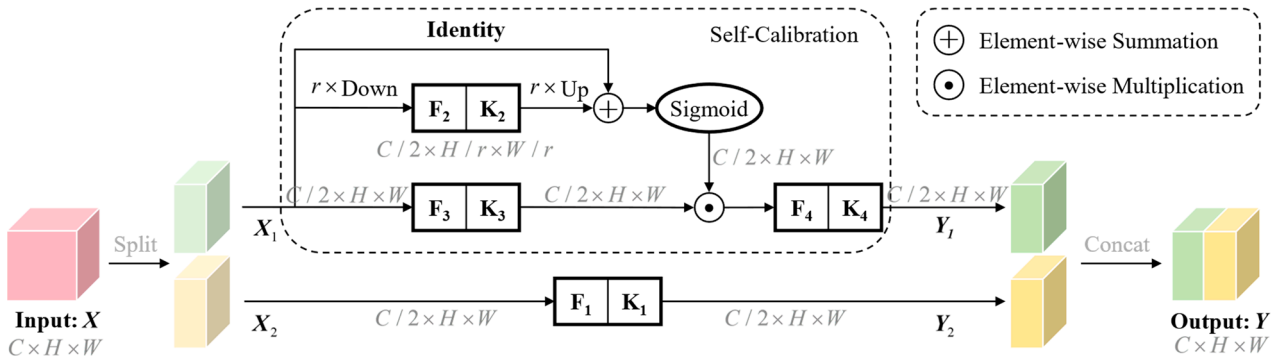 Identity
Self-Calibration
Element-wise Summation
Element-wise Multiplication
r × Down
F₂ K₂
r × Up
+
Sigmoid
C / 2 × H / r × W / r
C / 2 × H × W
C / 2 × H × W
F₃ K₃
C / 2 × H × W
F₄ K₄
C / 2 × H × W
X₁
Y₁
Split
Concat
F₁ K₁
Input: X
C × H × W
X₂
C / 2 × H × W
C / 2 × H × W
Y₂
Output: Y
C × H × W